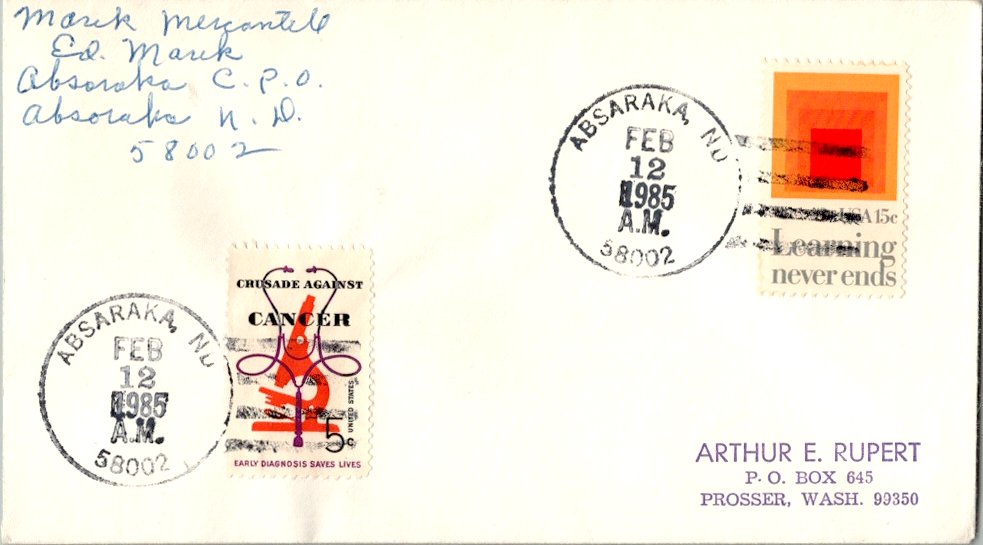 Marek Mercantile
Ed. Marek
Absaraka C.P.O.
Absaraka N. D.
58002
ABSARAKA, ND
FEB
12
1985
A.M.
58002
USA 15c
Learning
never ends
CRUSADE AGAINST
CANCER
UNITED STATES
5c
EARLY DIAGNOSIS SAVES LIVES
ABSARAKA, ND
FEB
12
1985
A.M.
58002
ARTHUR E. RUPERT
P. O. BOX 645
PROSSER, WASH. 99350